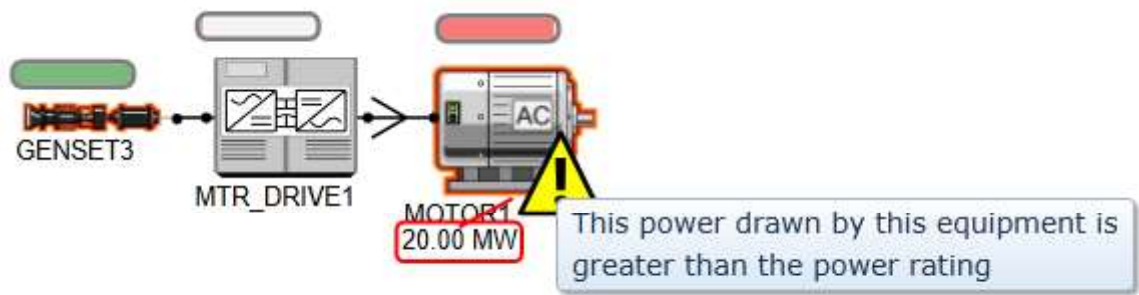 GENSET3
MTR_DRIVE1
AC
MOTOR1
20.00 MW
!
This power drawn by this equipment is
greater than the power rating